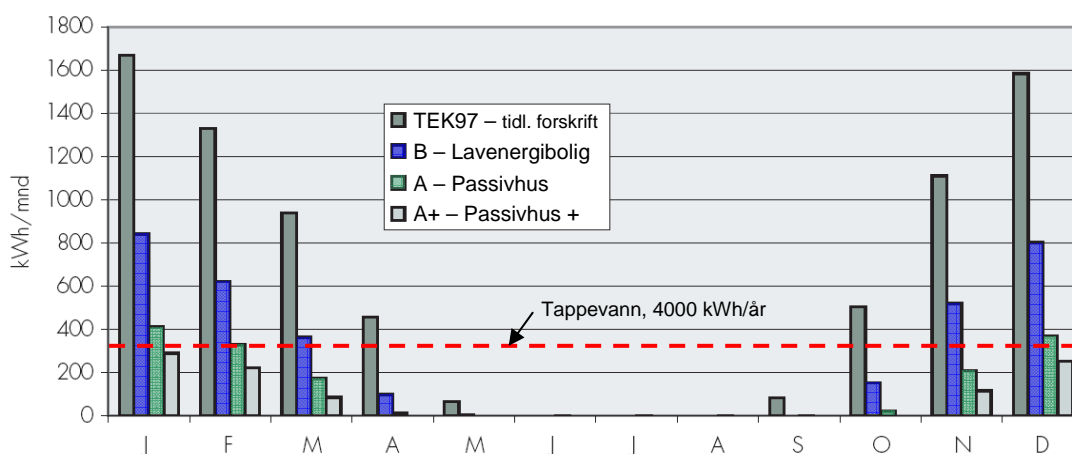 1800
1600
1400
1200
1000
800
600
400
200
0
kWh/mnd
TEK97 – tidl. forskrift
B – Lavenergibolig
A – Passivhus
A+ – Passivhus +
Tappevann, 4000 kWh/år
J F M A M J J A S O N D